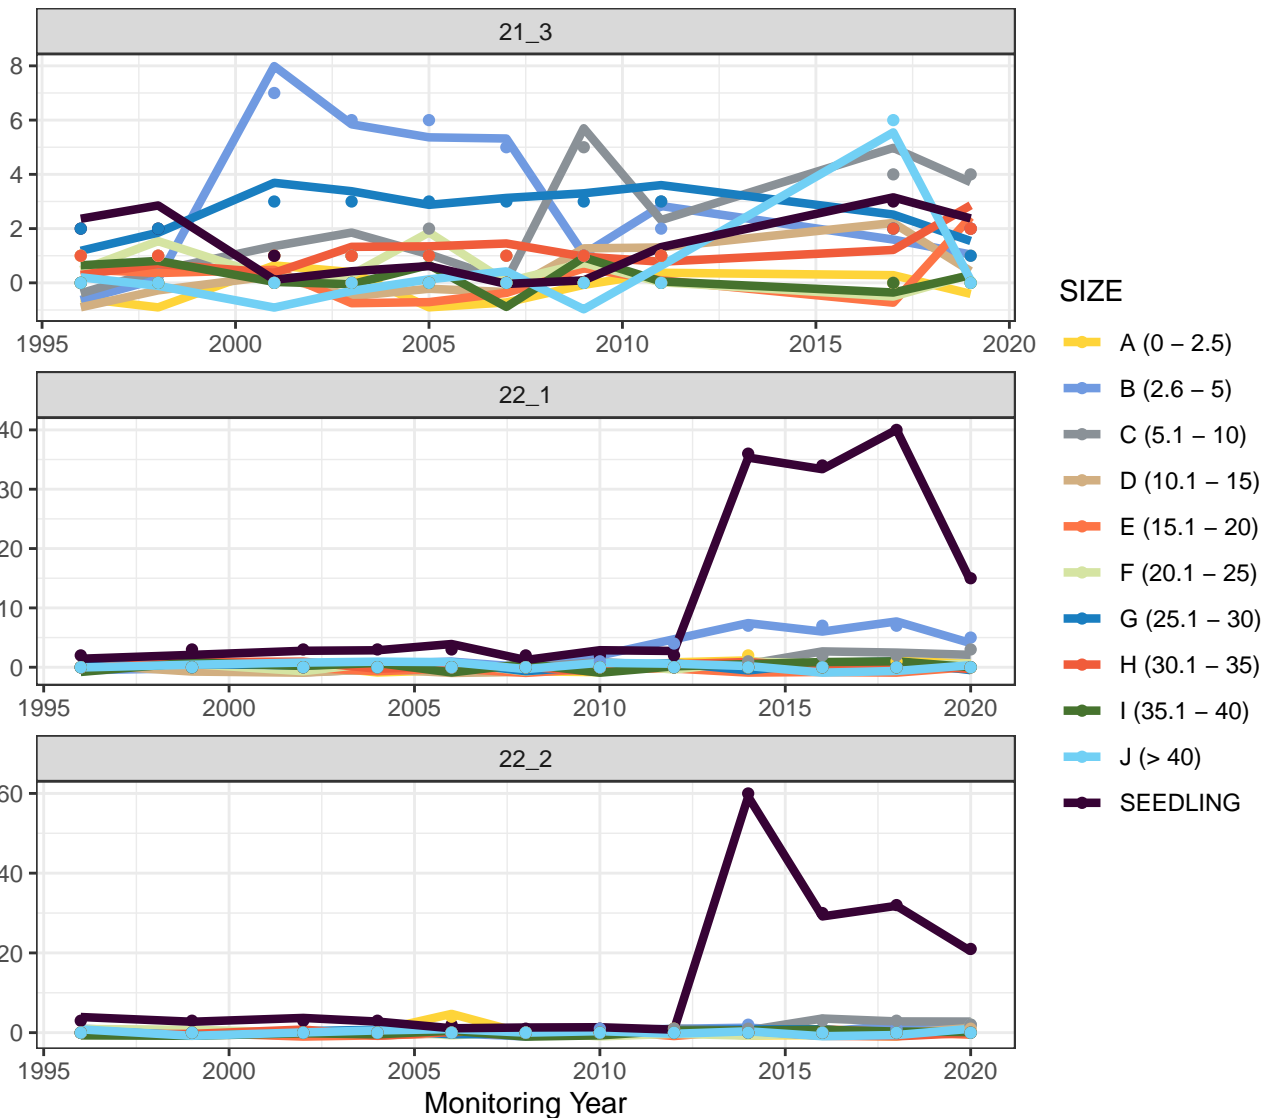 21_3
8
6
4
2
0
1995 2000 2005 2010 2015 2020
22_1
40
30
20
10
0
1995 2000 2005 2010 2015 2020
22_2
60
40
20
0
1995 2000 2005 2010 2015 2020
Monitoring Year
SIZE
A (0 − 2.5)
B (2.6 − 5)
C (5.1 − 10)
D (10.1 − 15)
E (15.1 − 20)
F (20.1 − 25)
G (25.1 − 30)
H (30.1 − 35)
I (35.1 − 40)
J (> 40)
SEEDLING